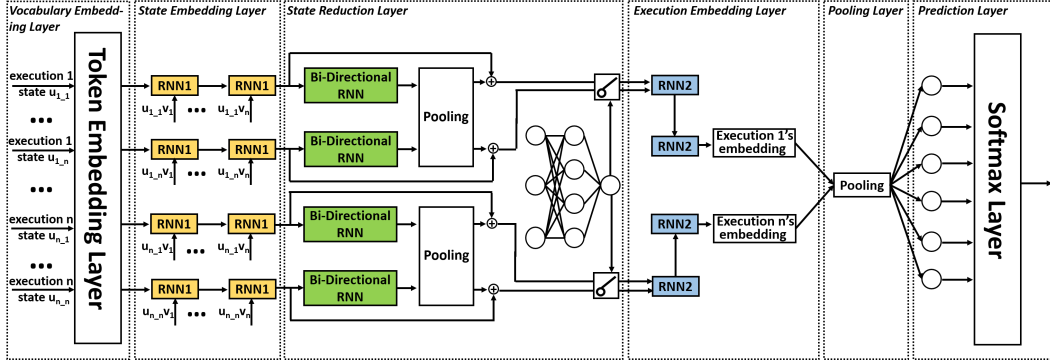 Vocabulary Embedd-
ing Layer
State Embedding Layer
State Reduction Layer
Execution Embedding Layer
Pooling Layer
Prediction Layer
execution 1
state u1_1
...
execution 1
state u1_n
...
execution n
state un_1
...
execution n
state un_n
Token Embedding Layer
RNN1
RNN1
u1_1v1
...
u1_1vn
RNN1
RNN1
u1_nv1
...
u1_nvn
RNN1
RNN1
un_1v1
...
un_1vn
RNN1
RNN1
un_nv1
...
un_nvn
Bi-Directional
RNN
Bi-Directional
RNN
Pooling
Bi-Directional
RNN
Bi-Directional
RNN
Pooling
RNN2
RNN2
Execution 1's
embedding
RNN2
Execution n's
embedding
RNN2
Pooling
Softmax Layer